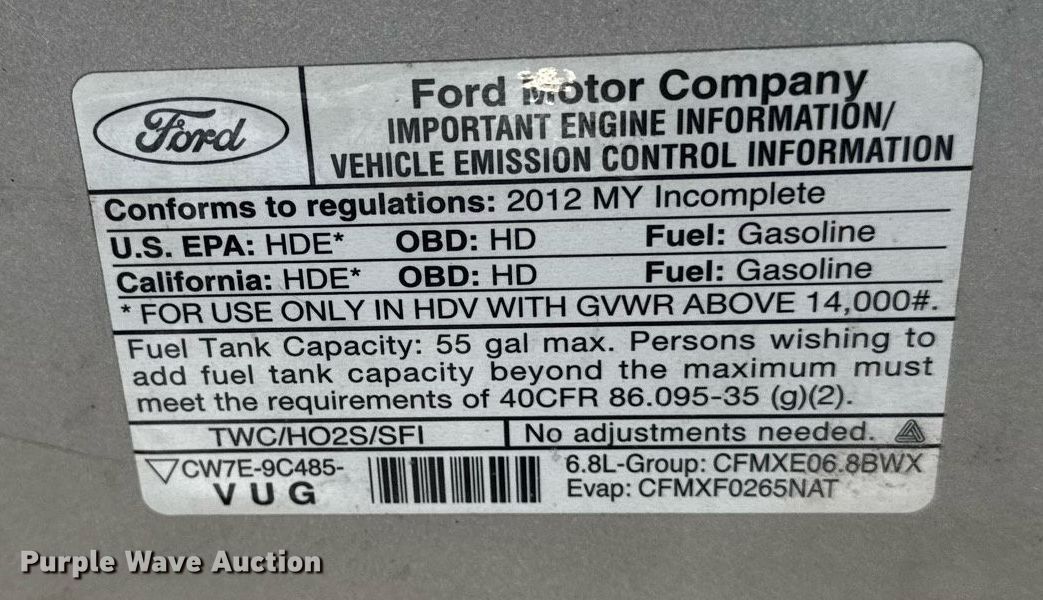 Ford
Ford Motor Company
IMPORTANT ENGINE INFORMATION/
VEHICLE EMISSION CONTROL INFORMATION
Conforms to regulations: 2012 MY Incomplete
U.S. EPA: HDE* OBD: HD Fuel: Gasoline
California: HDE* OBD: HD Fuel: Gasoline
* FOR USE ONLY IN HDV WITH GVWR ABOVE 14,000#.
Fuel Tank Capacity: 55 gal max. Persons wishing to
add fuel tank capacity beyond the maximum must
meet the requirements of 40CFR 86.095-35 (g)(2).
TWC/HO2S/SFI No adjustments needed.
CW7E-9C485-
VUG
6.8L-Group: CFMXE06.8BWX
Evap: CFMXF0265NAT
Purple Wave Auction